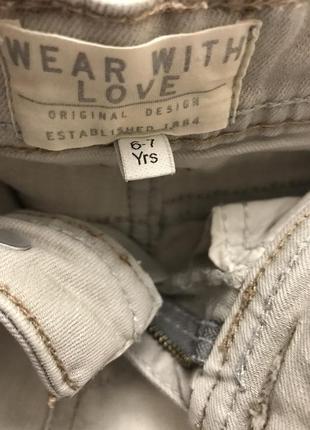 WEAR WITH
LOVE
ORIGINAL DESIGN
ESTABLISHED 1884
6-7
Yrs